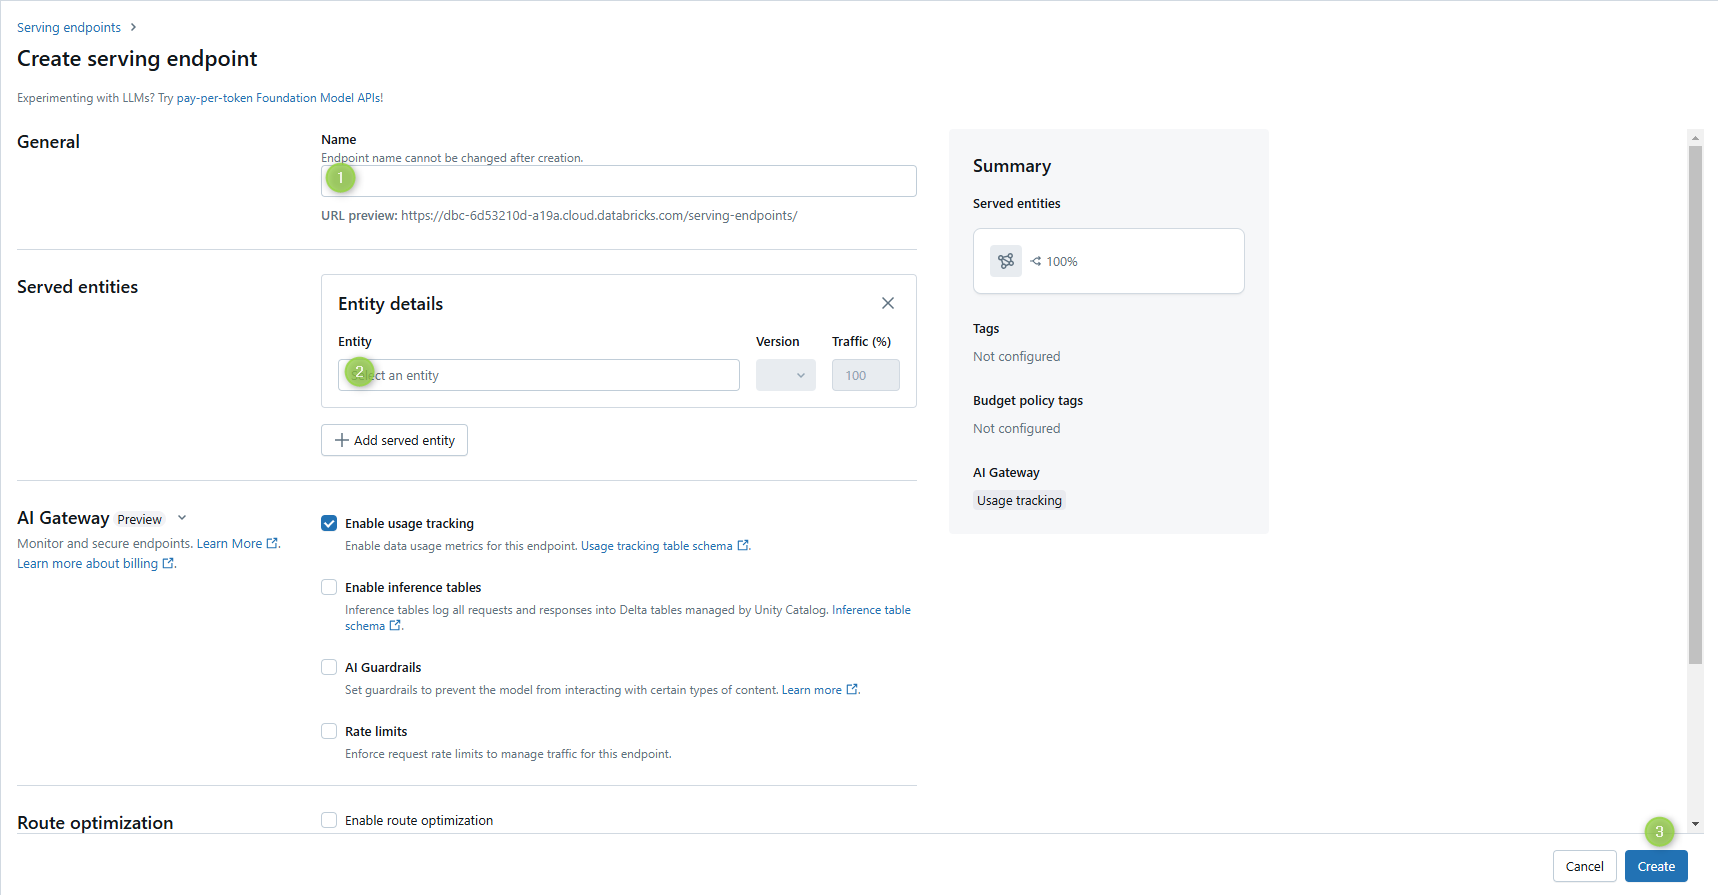 Serving endpoints
Create serving endpoint
Experimenting with LLMs? Try pay-per-token Foundation Model APIs!
General
Name
Endpoint name cannot be changed after creation.
1
URL preview: https://dbc-6d53210d-a19a.cloud.databricks.com/serving-endpoints/
Served entities
Entity details
Entity
Version
Traffic (%)
2
an entity
100
Add served entity
AI Gateway Preview
Monitor and secure endpoints. Learn More.
Learn more about billing.
Enable usage tracking
Enable data usage metrics for this endpoint. Usage tracking table schema.
Enable inference tables
Inference tables log all requests and responses into Delta tables managed by Unity Catalog. Inference table
schema.
AI Guardrails
Set guardrails to prevent the model from interacting with certain types of content. Learn more.
Rate limits
Enforce request rate limits to manage traffic for this endpoint.
Route optimization
Enable route optimization
Summary
Served entities
100%
Tags
Not configured
Budget policy tags
Not configured
AI Gateway
Usage tracking
3
Cancel
Create